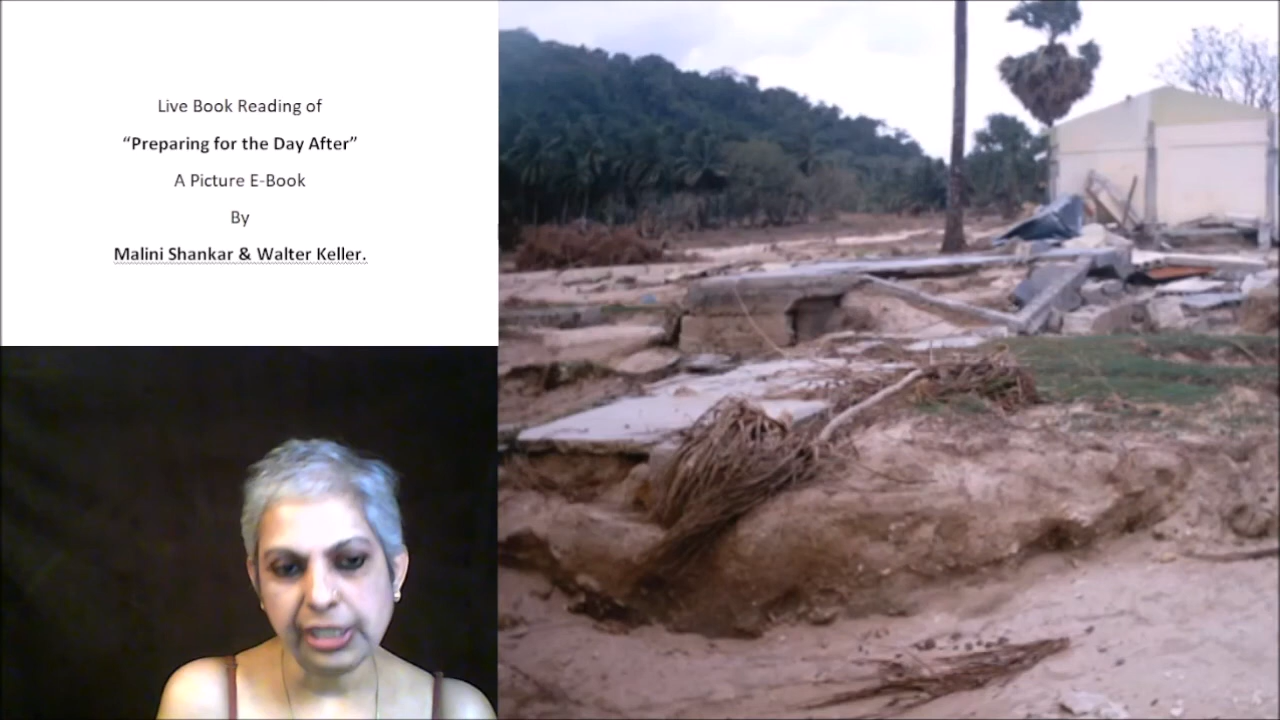 Live Book Reading of
“Preparing for the Day After”
A Picture E-Book
By
Malini Shankar & Walter Keller.